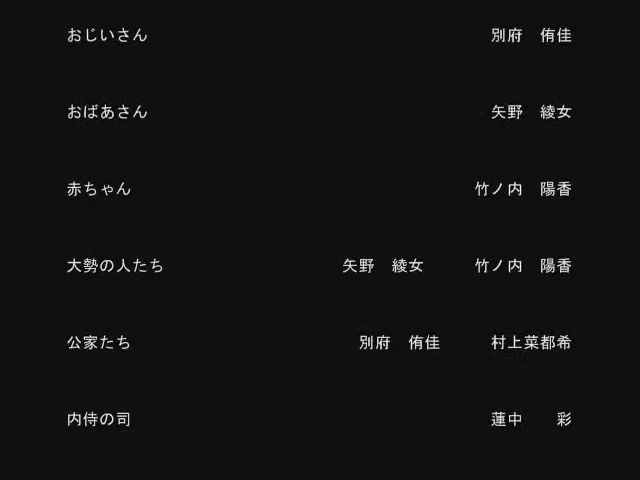 おじいさん　別府　侑佳
おばあさん　矢野　綾女
赤ちゃん　竹ノ内　陽香
大勢の人たち　矢野　綾女　竹ノ内　陽香
公家たち　別府　侑佳　村上菜都希
内侍の司　蓮中　彩